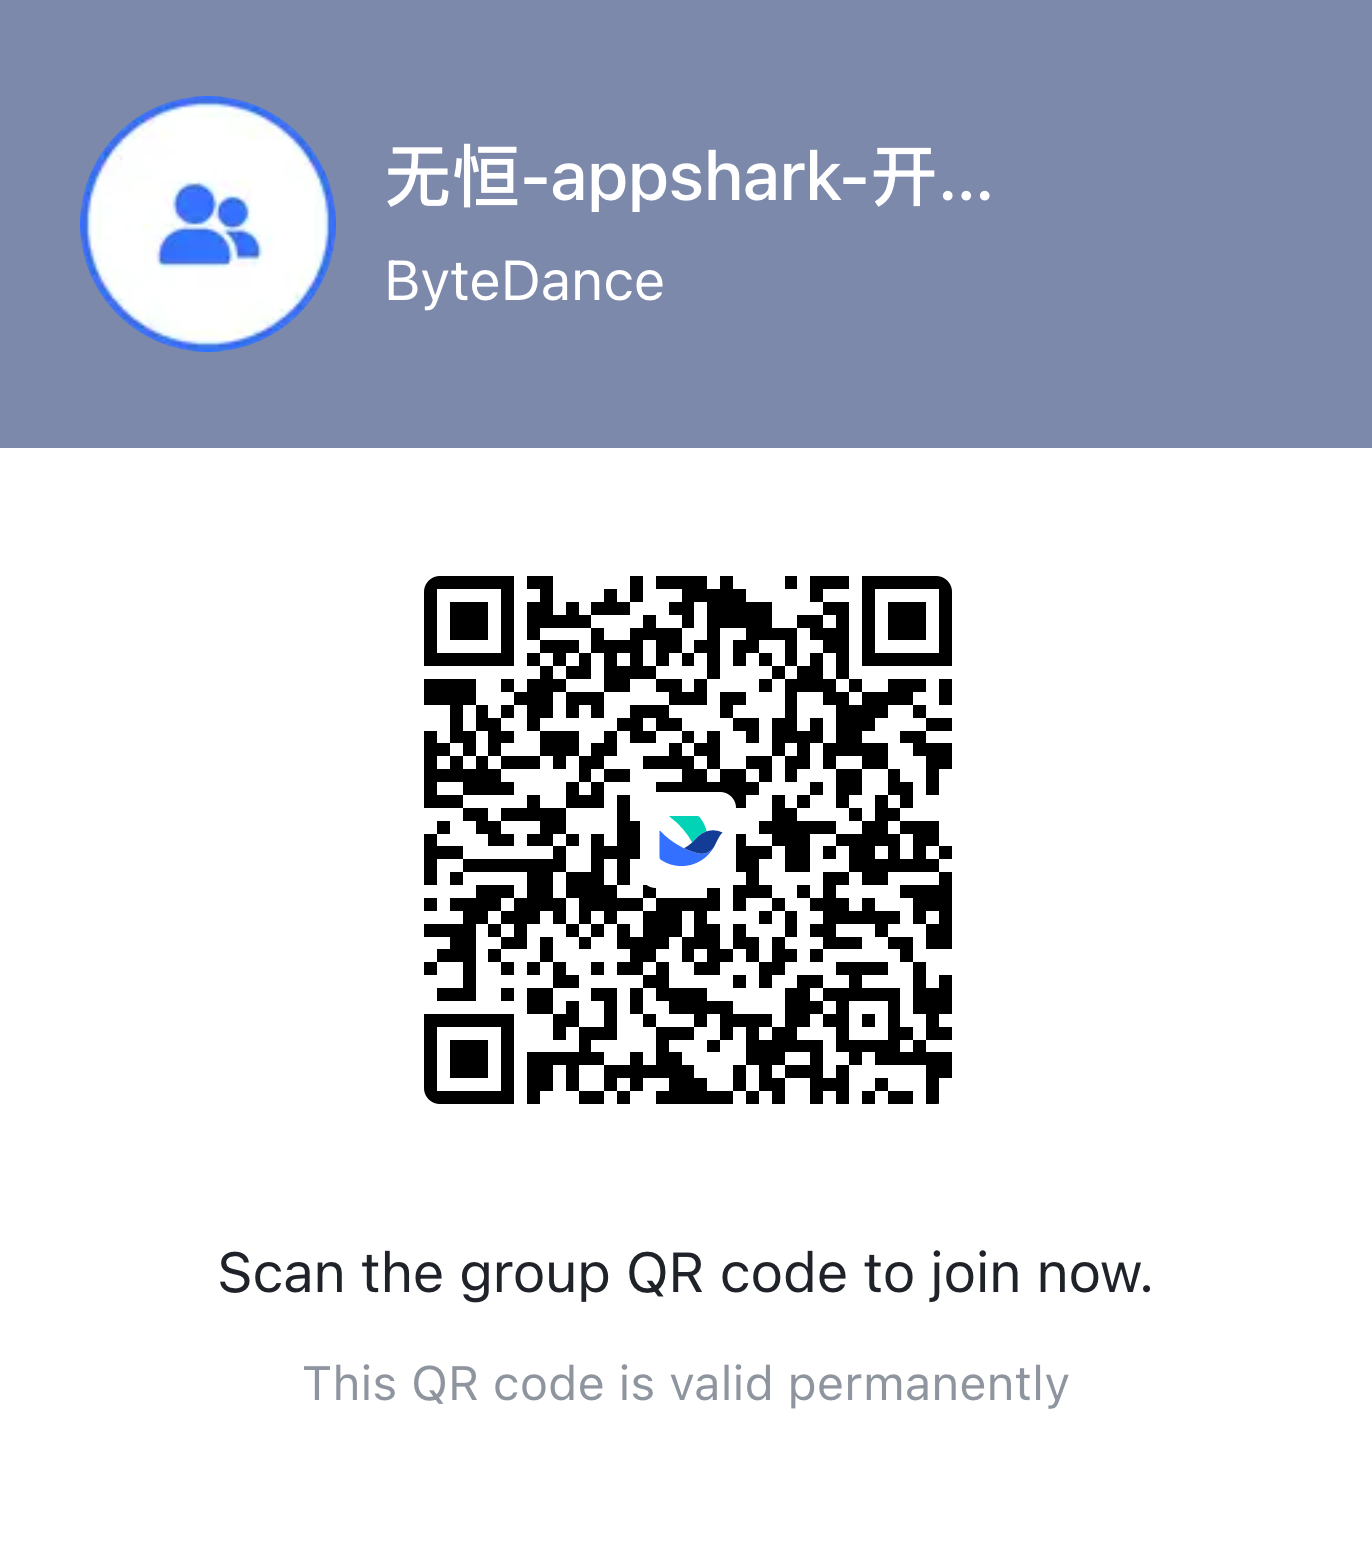 无恒-appshark-开...
ByteDance
Scan the group QR code to join now.
This QR code is valid permanently